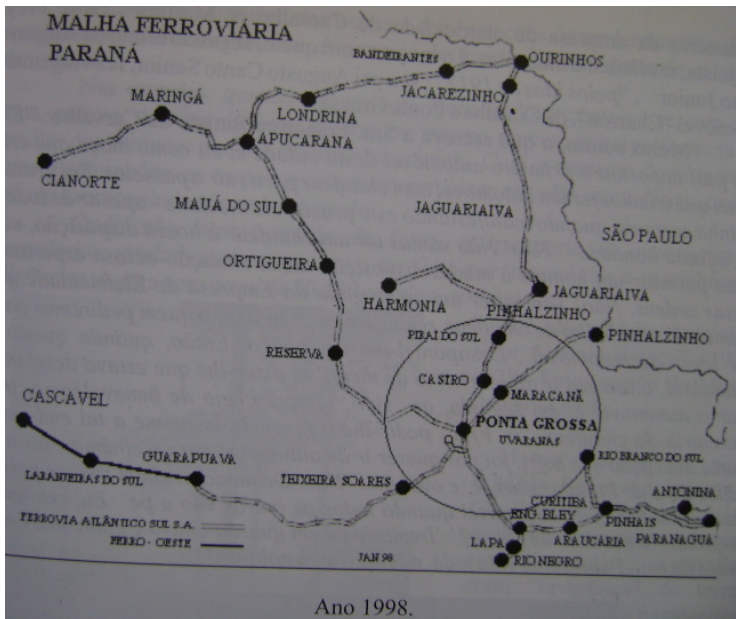 MALHA FERROVIÁRIA
PARANÁ
BANDEIRANTES
OURINHOS
MARINGÁ
JACAREZINHO
LONDRINA
APUCARANA
CIANORTE
MAUÁ DO SUL
JAGUARIAIVA
SÃO PAULO
ORTIGUEIRA
HARMONIA
JAGUARIAIVA
PINHALZINHO
PIRAI DO SUL
PINHALZINHO
RESERVA
CASTRO
MARACANÃ
CASCAVEL
PONTA GROSSA
UVARANAS
GUARAPUAVA
RIO BRANCO DO SUL
LARANJEIRAS DO SUL
TEIXEIRA SOARES
CURITIBA
ANTONINA
ENG. BLEY
PINHAIS
FERROVIA ATLÂNTICO SUL S.A.
ARAUCÁRIA
PARANAGUÁ
FERRO - OESTE
LAPA
JAN 98
RIO NEGRO
Ano 1998.